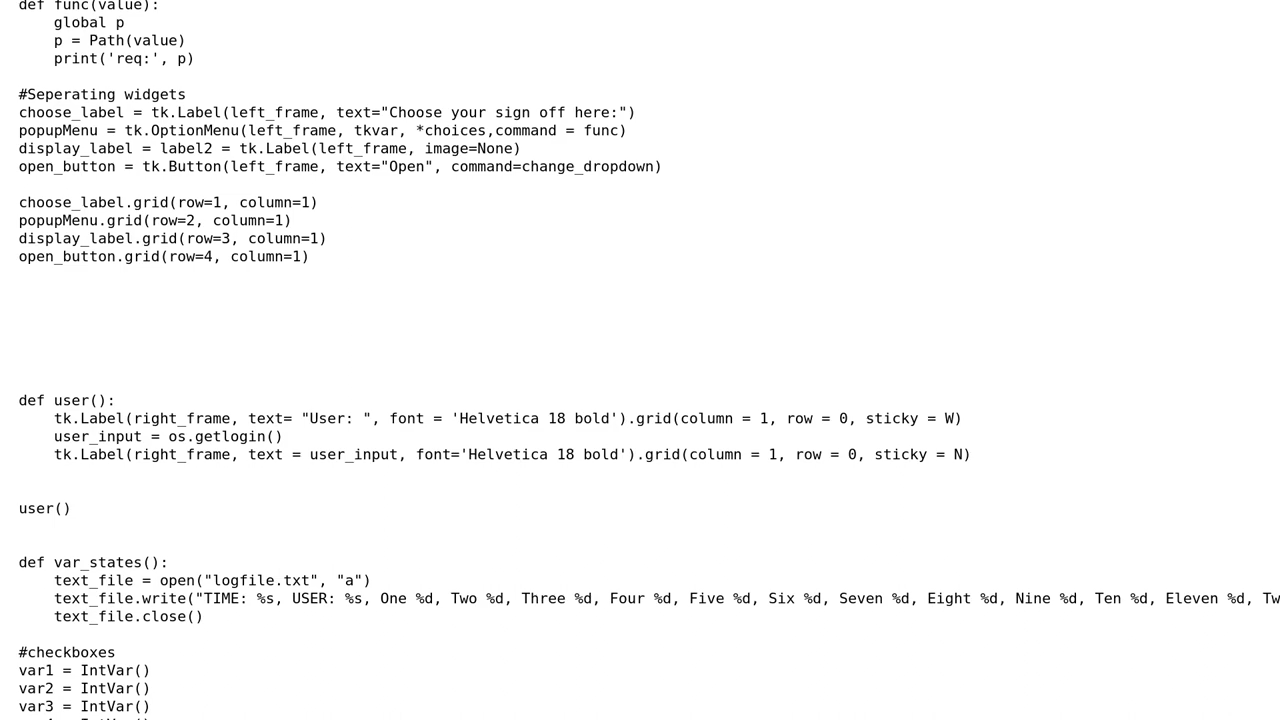 def func(value):
    global p
    p = Path(value)
    print('req:', p)

#Seperating widgets
choose_label = tk.Label(left_frame, text="Choose your sign off here:")
popupMenu = tk.OptionMenu(left_frame, tkvar, *choices,command = func)
display_label = label2 = tk.Label(left_frame, image=None)
open_button = tk.Button(left_frame, text="Open", command=change_dropdown)

choose_label.grid(row=1, column=1)
popupMenu.grid(row=2, column=1)
display_label.grid(row=3, column=1)
open_button.grid(row=4, column=1)

def user():
    tk.Label(right_frame, text= "User: ", font = 'Helvetica 18 bold').grid(column = 1, row = 0, sticky = W)
    user_input = os.getlogin()
    tk.Label(right_frame, text = user_input, font='Helvetica 18 bold').grid(column = 1, row = 0, sticky = N)

user()

def var_states():
    text_file = open("logfile.txt", "a")
    text_file.write("TIME: %s, USER: %s, One %d, Two %d, Three %d, Four %d, Five %d, Six %d, Seven %d, Eight %d, Nine %d, Ten %d, Eleven %d, Tw
    text_file.close()

#checkboxes
var1 = IntVar()
var2 = IntVar()
var3 = IntVar()